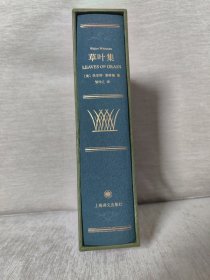 Walt Whitman
草叶集
LEAVES OF GRASS
[美] 沃尔特·惠特曼 著
邹仲之 译
上海译文出版社